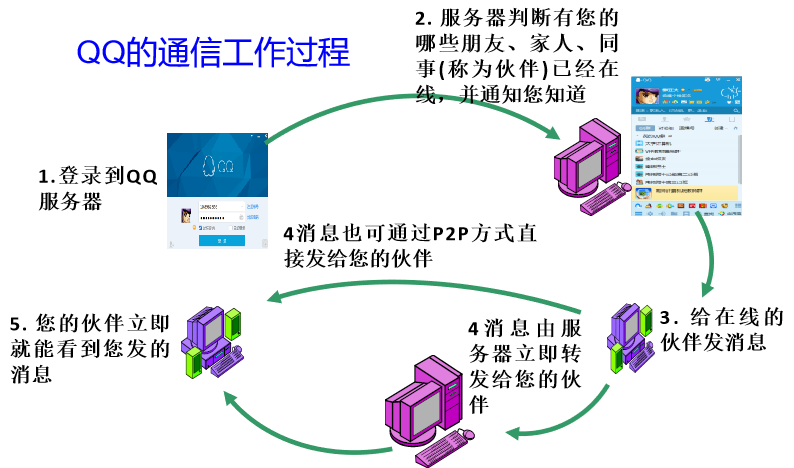 QQ的通信工作过程
2. 服务器判断有您的
哪些朋友、家人、同
事(称为伙伴)已经在
线，并通知您知道
1.登录到QQ
服务器
QQ
4消息也可通过P2P方式直
接发给您的伙伴
3. 给在线的
伙伴发消息
4消息由服
务器立即转
发给您的伙
伴
5. 您的伙伴立即
就能看到您发的
消息